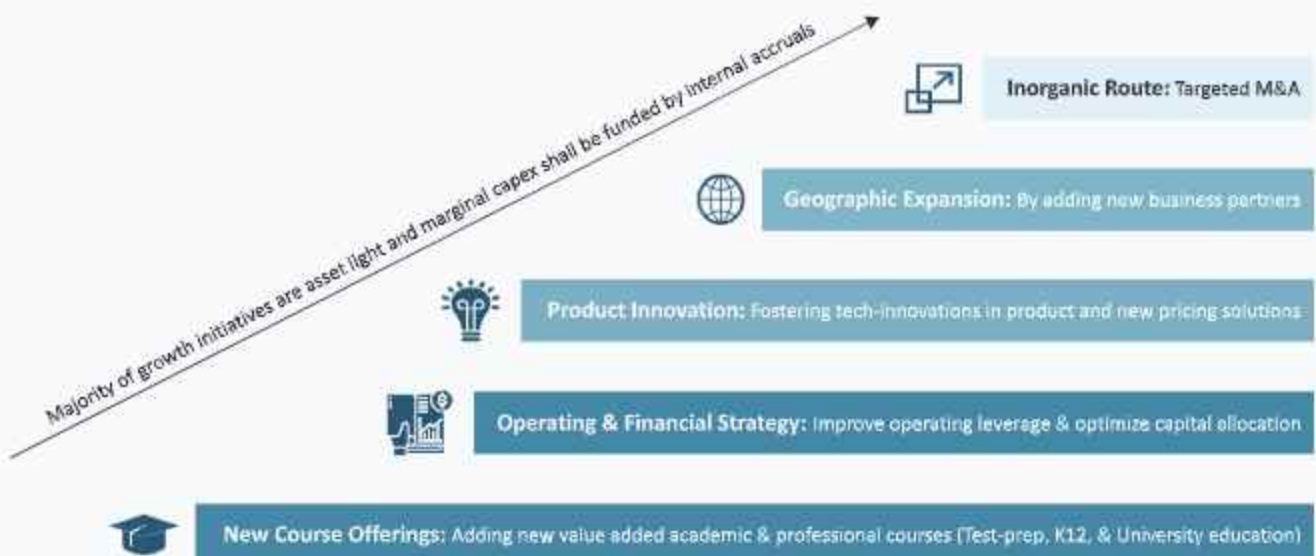 Majority of growth initiatives are asset light and marginal capex shall be funded by internal accruals
Inorganic Route: Targeted M&A
Geographic Expansion: By adding new business partners
Product Innovation: Fostering tech-innovations in product and new pricing solutions
Operating & Financial Strategy: Improve operating leverage & optimize capital allocation
New Course Offerings: Adding new value added academic & professional courses (Test-prep, K12, & University education)